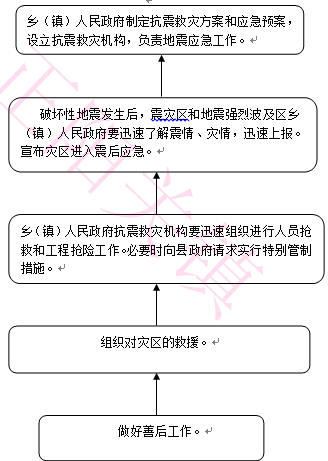 乡（镇）人民政府制定抗震救灾方案和应急预案，
设立抗震救灾机构，负责地震应急工作。
破坏性地震发生后，震灾区和地震强烈波及区乡
（镇）人民政府要迅速了解震情、灾情，迅速上报。
宣布灾区进入震后应急。
乡（镇）人民政府抗震救灾机构要迅速组织进行人员抢
救和工程抢险工作。必要时向县政府请求实行特别管制
措施。
组织对灾区的救援。
做好善后工作。